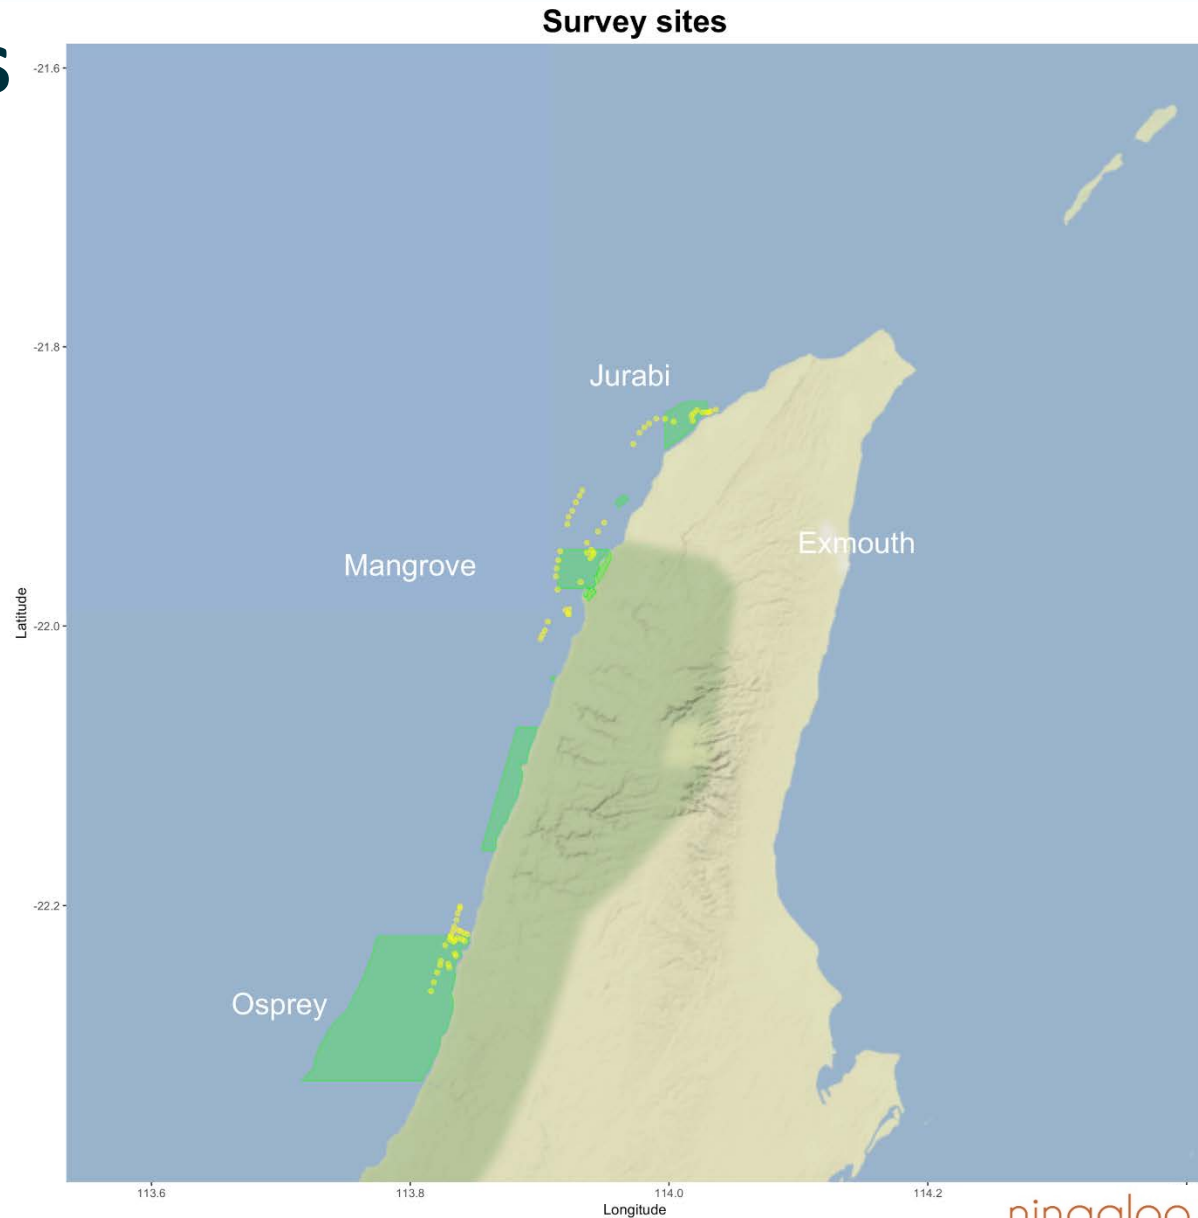 Survey sites
s
-21.6
-21.8
Jurabi
Exmouth
Mangrove
Latitude
-22.0
-22.2
Osprey
113.6
113.8
114.0
114.2
Longitude
ningaloo